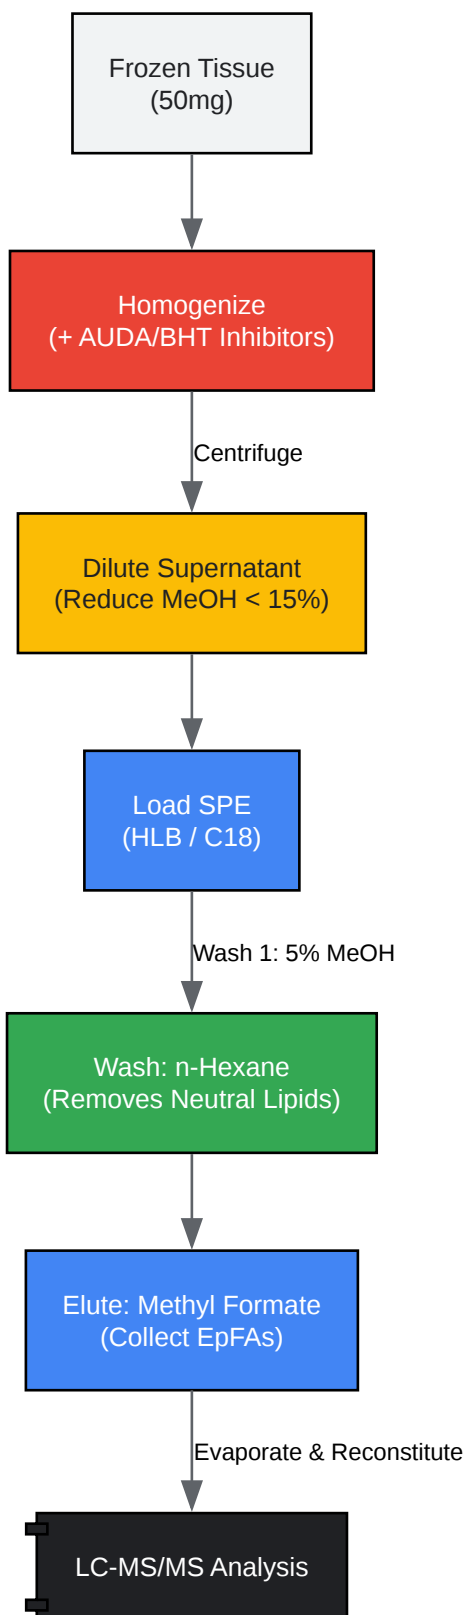 Frozen Tissue
(50mg)
Homogenize
(+ AUDA/BHT Inhibitors)
Centrifuge
Dilute Supernatant
(Reduce MeOH < 15%)
Load SPE
(HLB / C18)
Wash 1: 5% MeOH
Wash: n-Hexane
(Removes Neutral Lipids)
Elute: Methyl Formate
(Collect EpFAs)
Evaporate & Reconstitute
LC-MS/MS Analysis